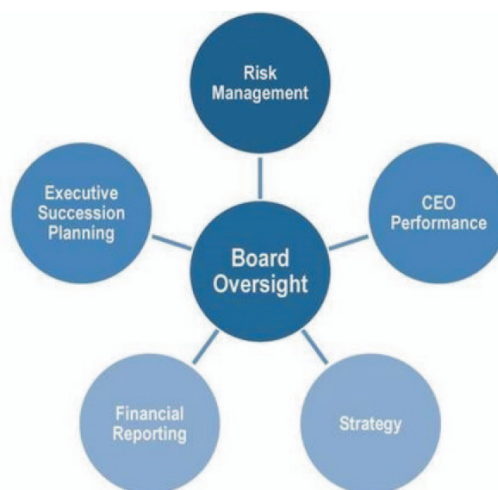 Risk
Management
Executive
Succession
Planning
CEO
Performance
Board
Oversight
Financial
Reporting
Strategy